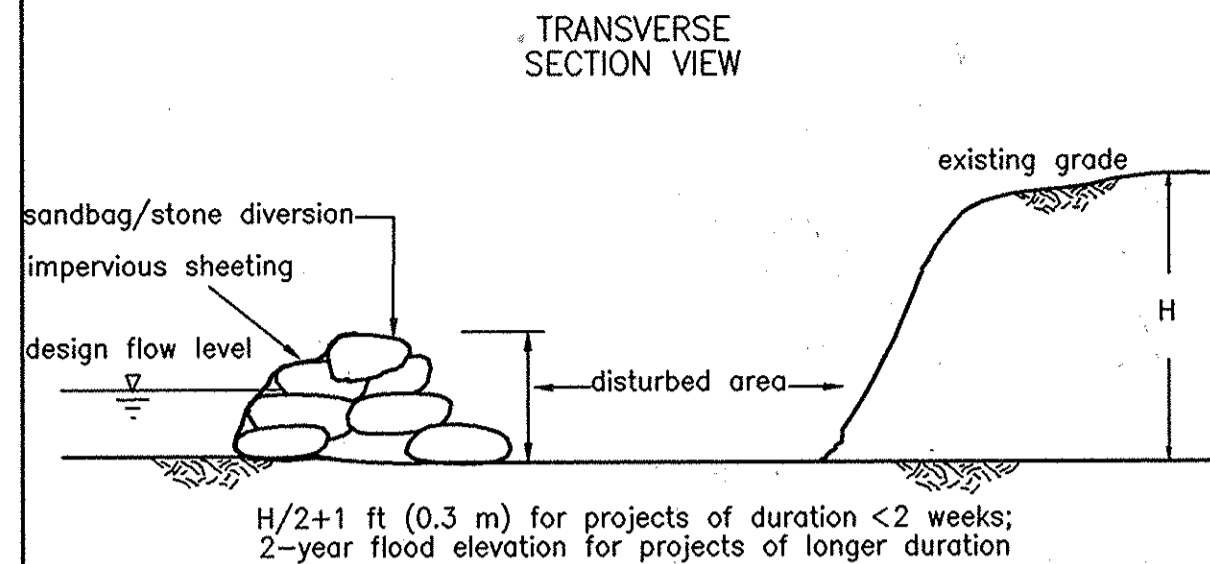 TRANSVERSE
SECTION VIEW
existing grade
sandbag/stone diversion
impervious sheeting
H
design flow level
disturbed area
H/2+1 ft (0.3 m) for projects of duration <2 weeks;
2-year flood elevation for projects of longer duration